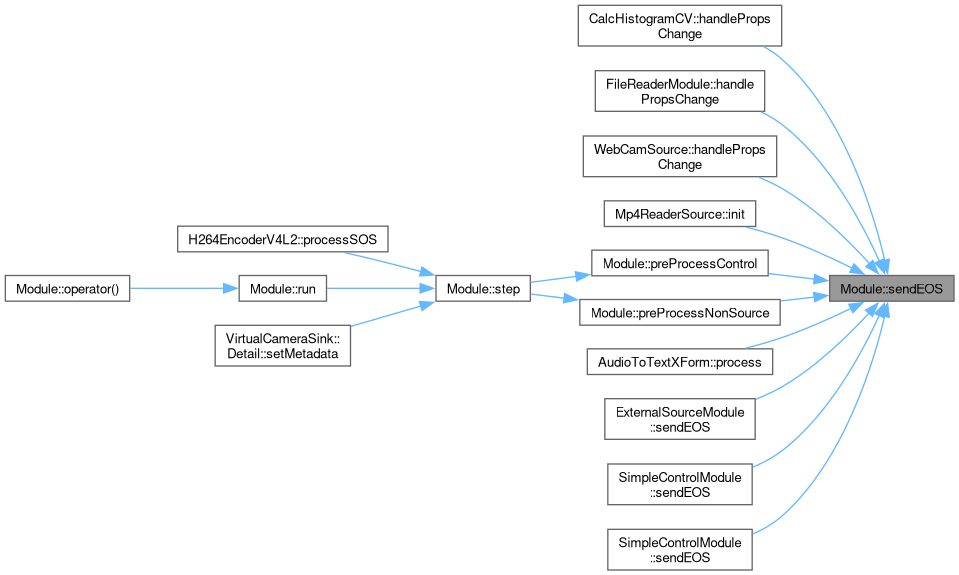 CalcHistogramCV::handleProps
Change
FileReaderModule::handle
PropsChange
WebCamSource::handleProps
Change
Mp4ReaderSource::init
H264EncoderV4L2::processSOS
Module::preProcessControl
Module::operator()
Module::run
Module::step
Module::sendEOS
Module::preProcessNonSource
VirtualCameraSink::
Detail::setMetadata
AudioToTextXForm::process
ExternalSourceModule
::sendEOS
SimpleControlModule
::sendEOS
SimpleControlModule
::sendEOS